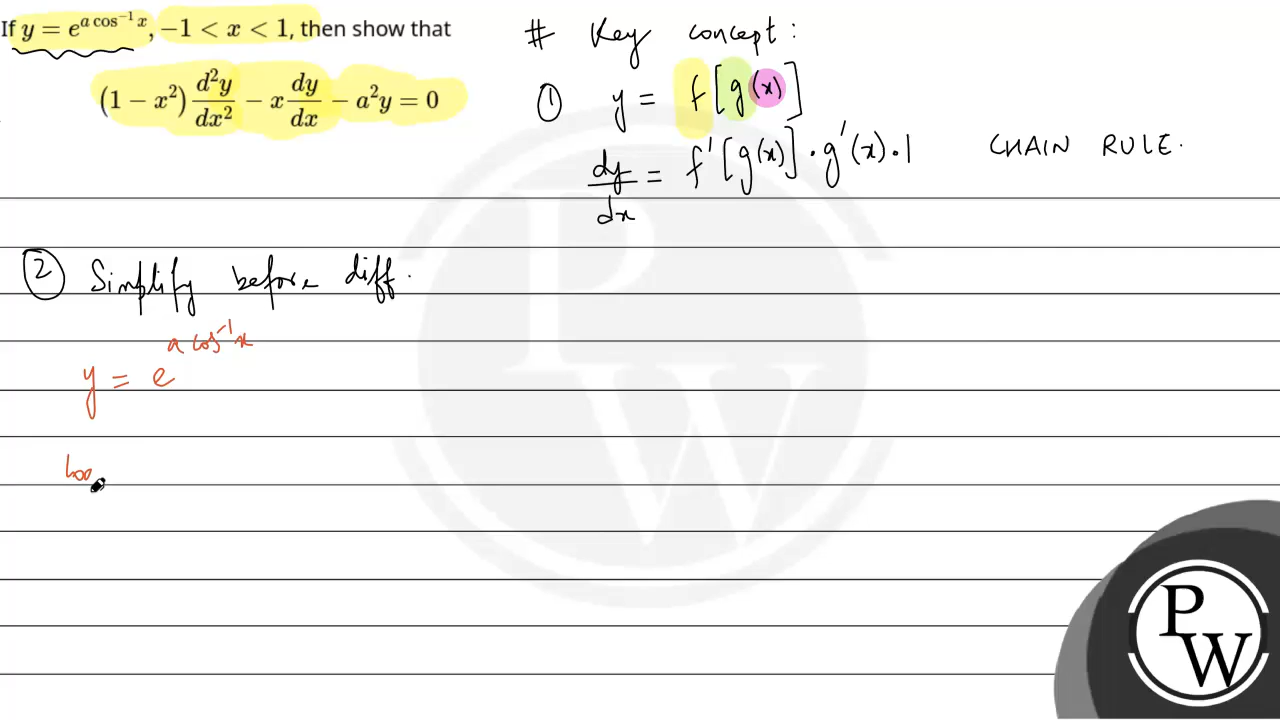 If y = e^{a cos^{-1} x}, −1 < x < 1, then show that
(1 − x²) d²y/dx² − x dy/dx − a²y = 0
# Key concept :
① y = f[g(x)]
dy/dx = f'[g(x)] · g'(x) · 1 CHAIN RULE.
② Simplify before diff.
y = e^{a cos^{-1} x}
PW